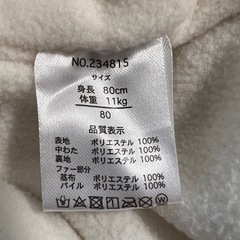 NO.234815
サイズ
身長 80cm
体重 11kg
80
品質表示
表地 ポリエステル 100%
中わた ポリエステル 100%
裏地 ポリエステル 100%
ファー部分
基布 ポリエステル 100%
パイル ポリエステル 100%